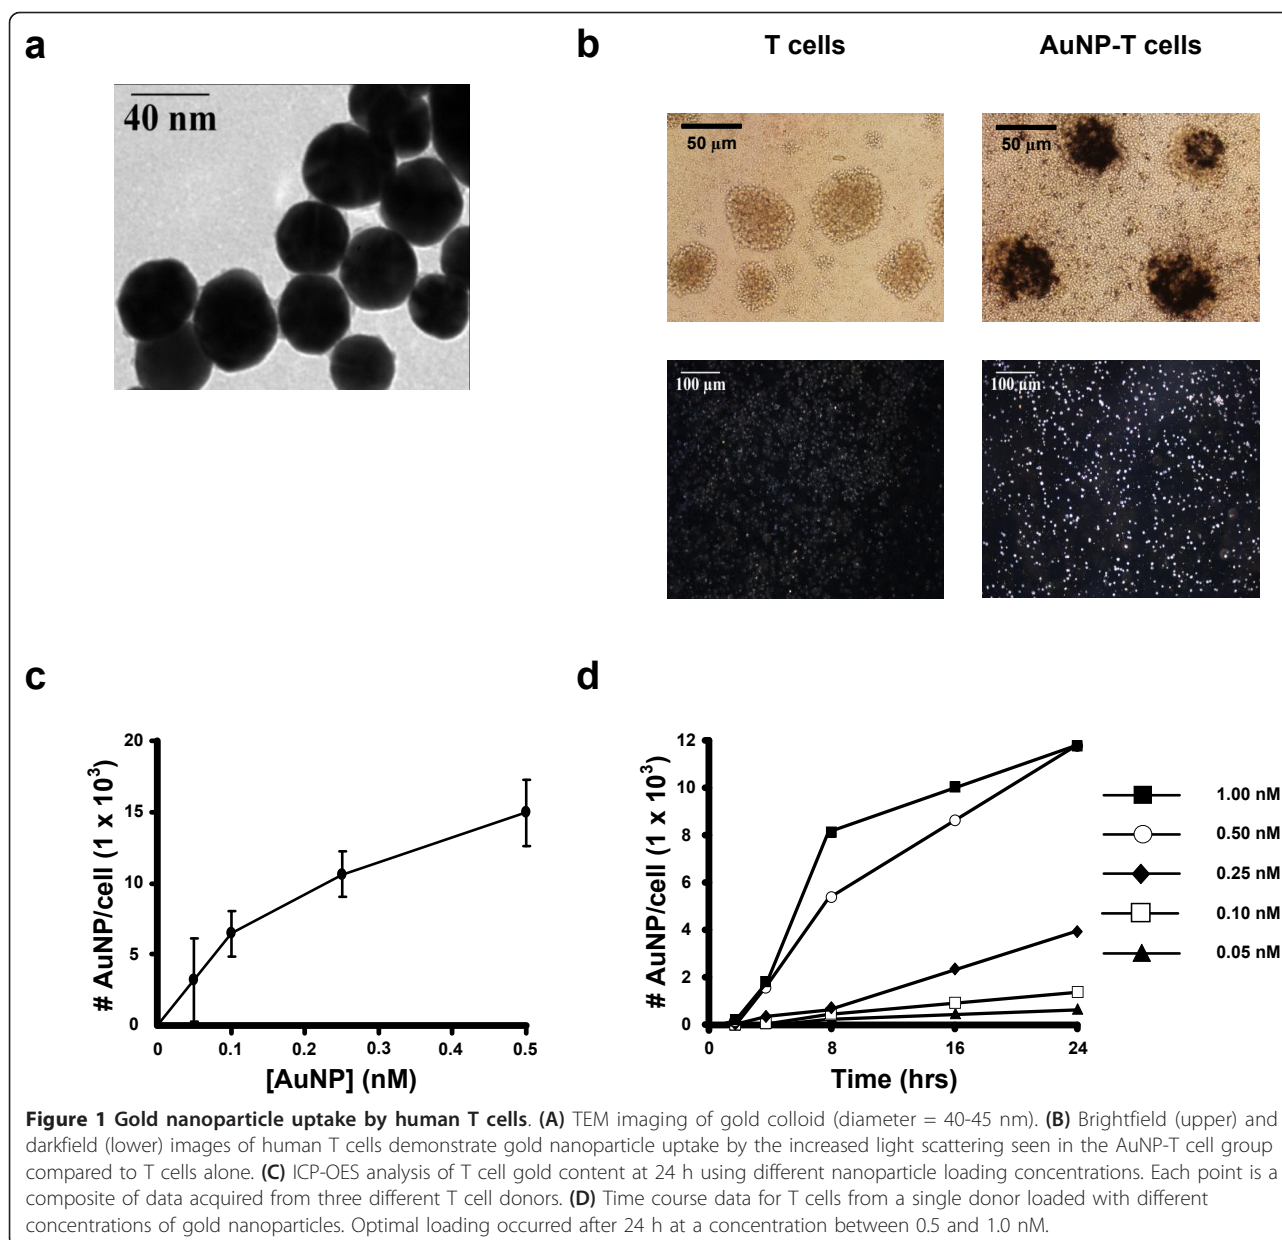 a
40 nm
b
T cells
AuNP-T cells
50 µm
50 µm
100 µm
100 µm
c
# AuNP/cell (1 x 10³)
20
15
10
5
0
0
0.1
0.2
0.3
0.4
0.5
[AuNP] (nM)
d
# AuNP/cell (1 x 10³)
12
10
8
6
4
2
0
0
8
16
24
Time (hrs)
1.00 nM
0.50 nM
0.25 nM
0.10 nM
0.05 nM
Figure 1 Gold nanoparticle uptake by human T cells. (A) TEM imaging of gold colloid (diameter = 40-45 nm). (B) Brightfield (upper) and
darkfield (lower) images of human T cells demonstrate gold nanoparticle uptake by the increased light scattering seen in the AuNP-T cell group
compared to T cells alone. (C) ICP-OES analysis of T cell gold content at 24 h using different nanoparticle loading concentrations. Each point is a
composite of data acquired from three different T cell donors. (D) Time course data for T cells from a single donor loaded with different
concentrations of gold nanoparticles. Optimal loading occurred after 24 h at a concentration between 0.5 and 1.0 nM.